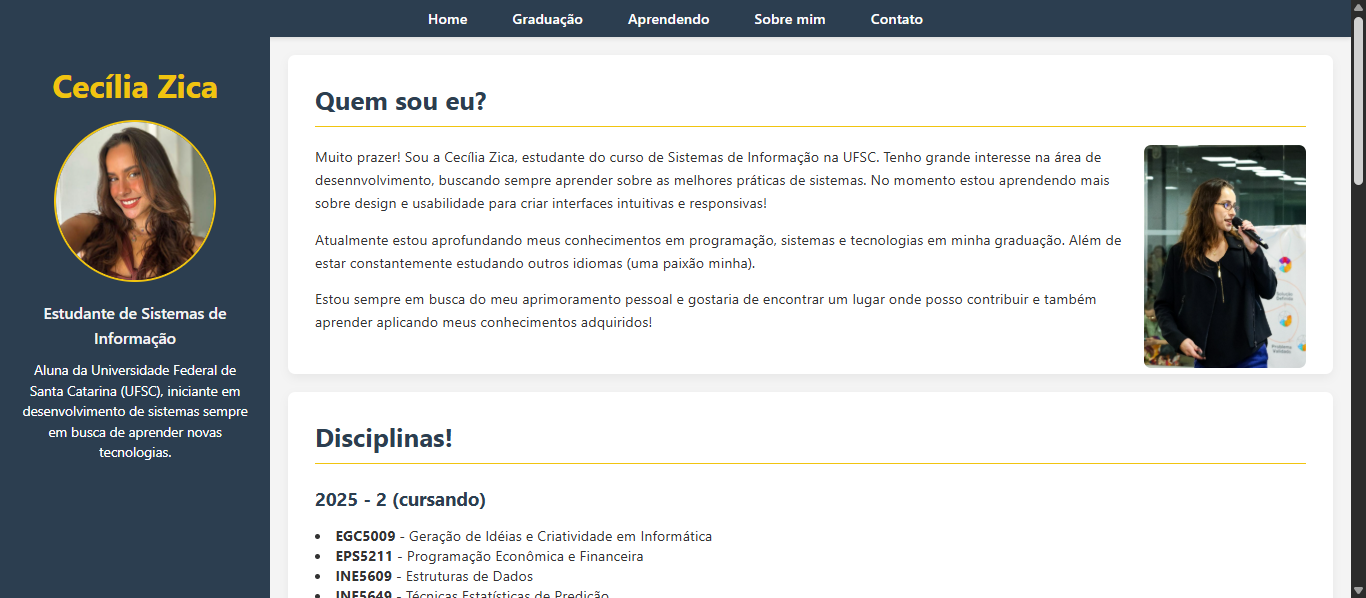 Home Graduação Aprendendo Sobre mim Contato
Cecília Zica
Estudante de Sistemas de
Informação
Aluna da Universidade Federal de
Santa Catarina (UFSC), iniciante em
desenvolvimento de sistemas sempre
em busca de aprender novas
tecnologias.
Quem sou eu?
Muito prazer! Sou a Cecília Zica, estudante do curso de Sistemas de Informação na UFSC. Tenho grande interesse na área de
desennvolvimento, buscando sempre aprender sobre as melhores práticas de sistemas. No momento estou aprendendo mais
sobre design e usabilidade para criar interfaces intuitivas e responsivas!
Atualmente estou aprofundando meus conhecimentos em programação, sistemas e tecnologias em minha graduação. Além de
estar constantemente estudando outros idiomas (uma paixão minha).
Estou sempre em busca do meu aprimoramento pessoal e gostaria de encontrar um lugar onde posso contribuir e também
aprender aplicando meus conhecimentos adquiridos!
Disciplinas!
2025 - 2 (cursando)
• EGC5009 - Geração de Idéias e Criatividade em Informática
• EPS5211 - Programação Econômica e Financeira
• INE5609 - Estruturas de Dados
• INE5649 - Técnicas Estatísticas de Predição